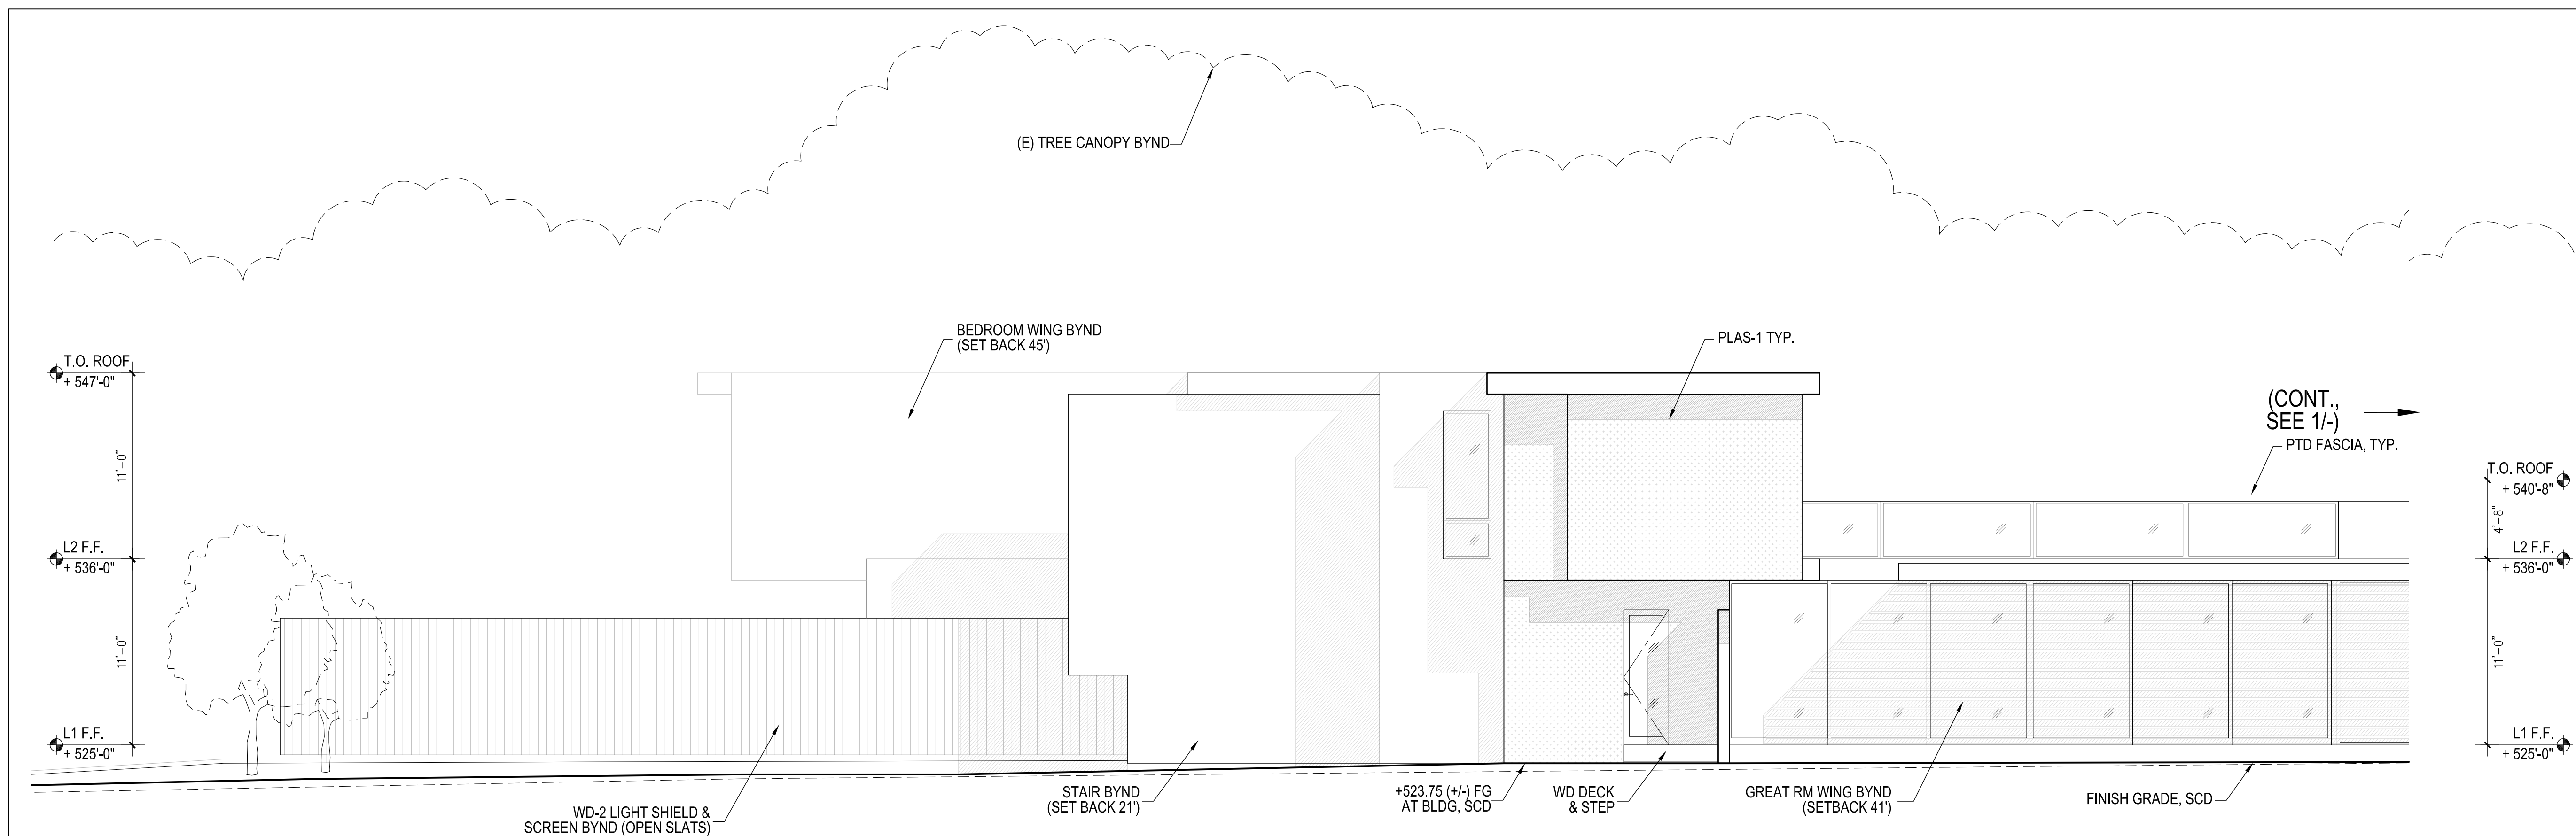 (E) TREE CANOPY BYND
BEDROOM WING BYND
(SET BACK 45')
PLAS-1 TYP.
T.O. ROOF
+ 547'-0"
11'-0"
L2 F.F.
+ 536'-0"
11'-0"
L1 F.F.
+ 525'-0"
(CONT.,
SEE 1/-)
PTD FASCIA, TYP.
T.O. ROOF
+ 540'-8"
4'-8"
L2 F.F.
+ 536'-0"
11'-0"
L1 F.F.
+ 525'-0"
WD-2 LIGHT SHIELD &
SCREEN BYND (OPEN SLATS)
STAIR BYND
(SET BACK 21')
+523.75 (+/-) FG
AT BLDG, SCD
WD DECK
& STEP
GREAT RM WING BYND
(SETBACK 41')
FINISH GRADE, SCD